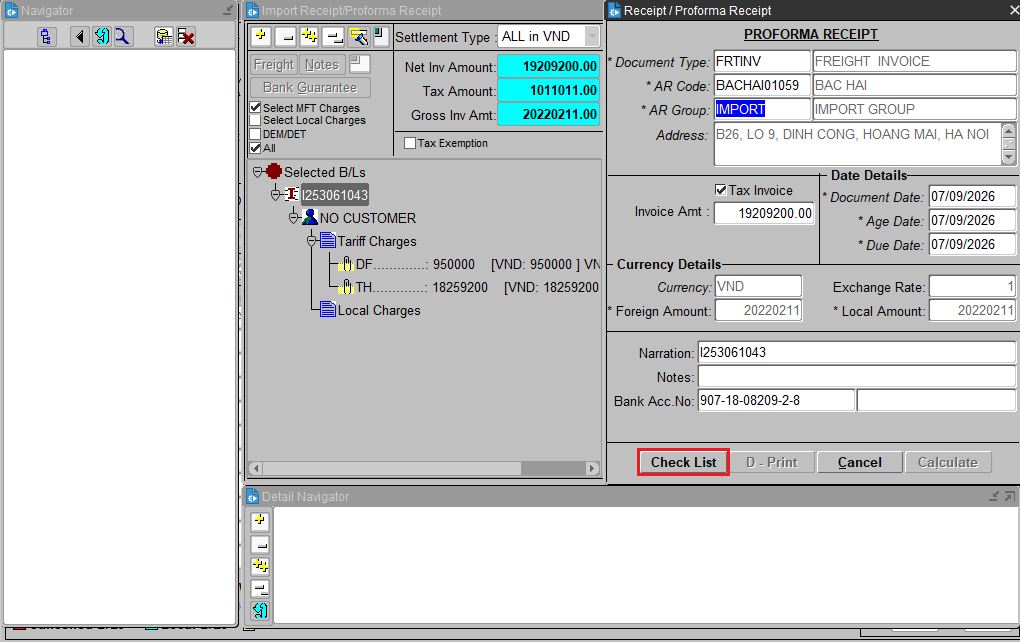 Navigator
Import Receipt/Proforma Receipt
Settlement Type : ALL in VND
Freight Notes
Bank Guarantee
Select MFT Charges
Select Local Charges
DEM/DET
All
Net Inv Amount: 19209200.00
Tax Amount: 1011011.00
Gross Inv Amt: 20220211.00
Tax Exemption
Selected B/Ls
I253061043
NO CUSTOMER
Tariff Charges
DF.............: 950000 [VND: 950000 ] VN
TH.............: 18259200 [VND: 18259200
Local Charges
Receipt / Proforma Receipt
PROFORMA RECEIPT
* Document Type: FRTINV FREIGHT INVOICE
* AR Code: BACHAI01059 BAC HAI
* AR Group: IMPORT IMPORT GROUP
Address: B26, LO 9, DINH CONG, HOANG MAI, HA NOI
Tax Invoice
Invoice Amt : 19209200.00
Date Details
* Document Date: 07/09/2026
* Age Date: 07/09/2026
* Due Date: 07/09/2026
Currency Details
Currency: VND Exchange Rate: 1
* Foreign Amount: 20220211 * Local Amount: 20220211
Narration: I253061043
Notes:
Bank Acc.No: 907-18-08209-2-8
Check List D - Print Cancel Calculate
Detail Navigator